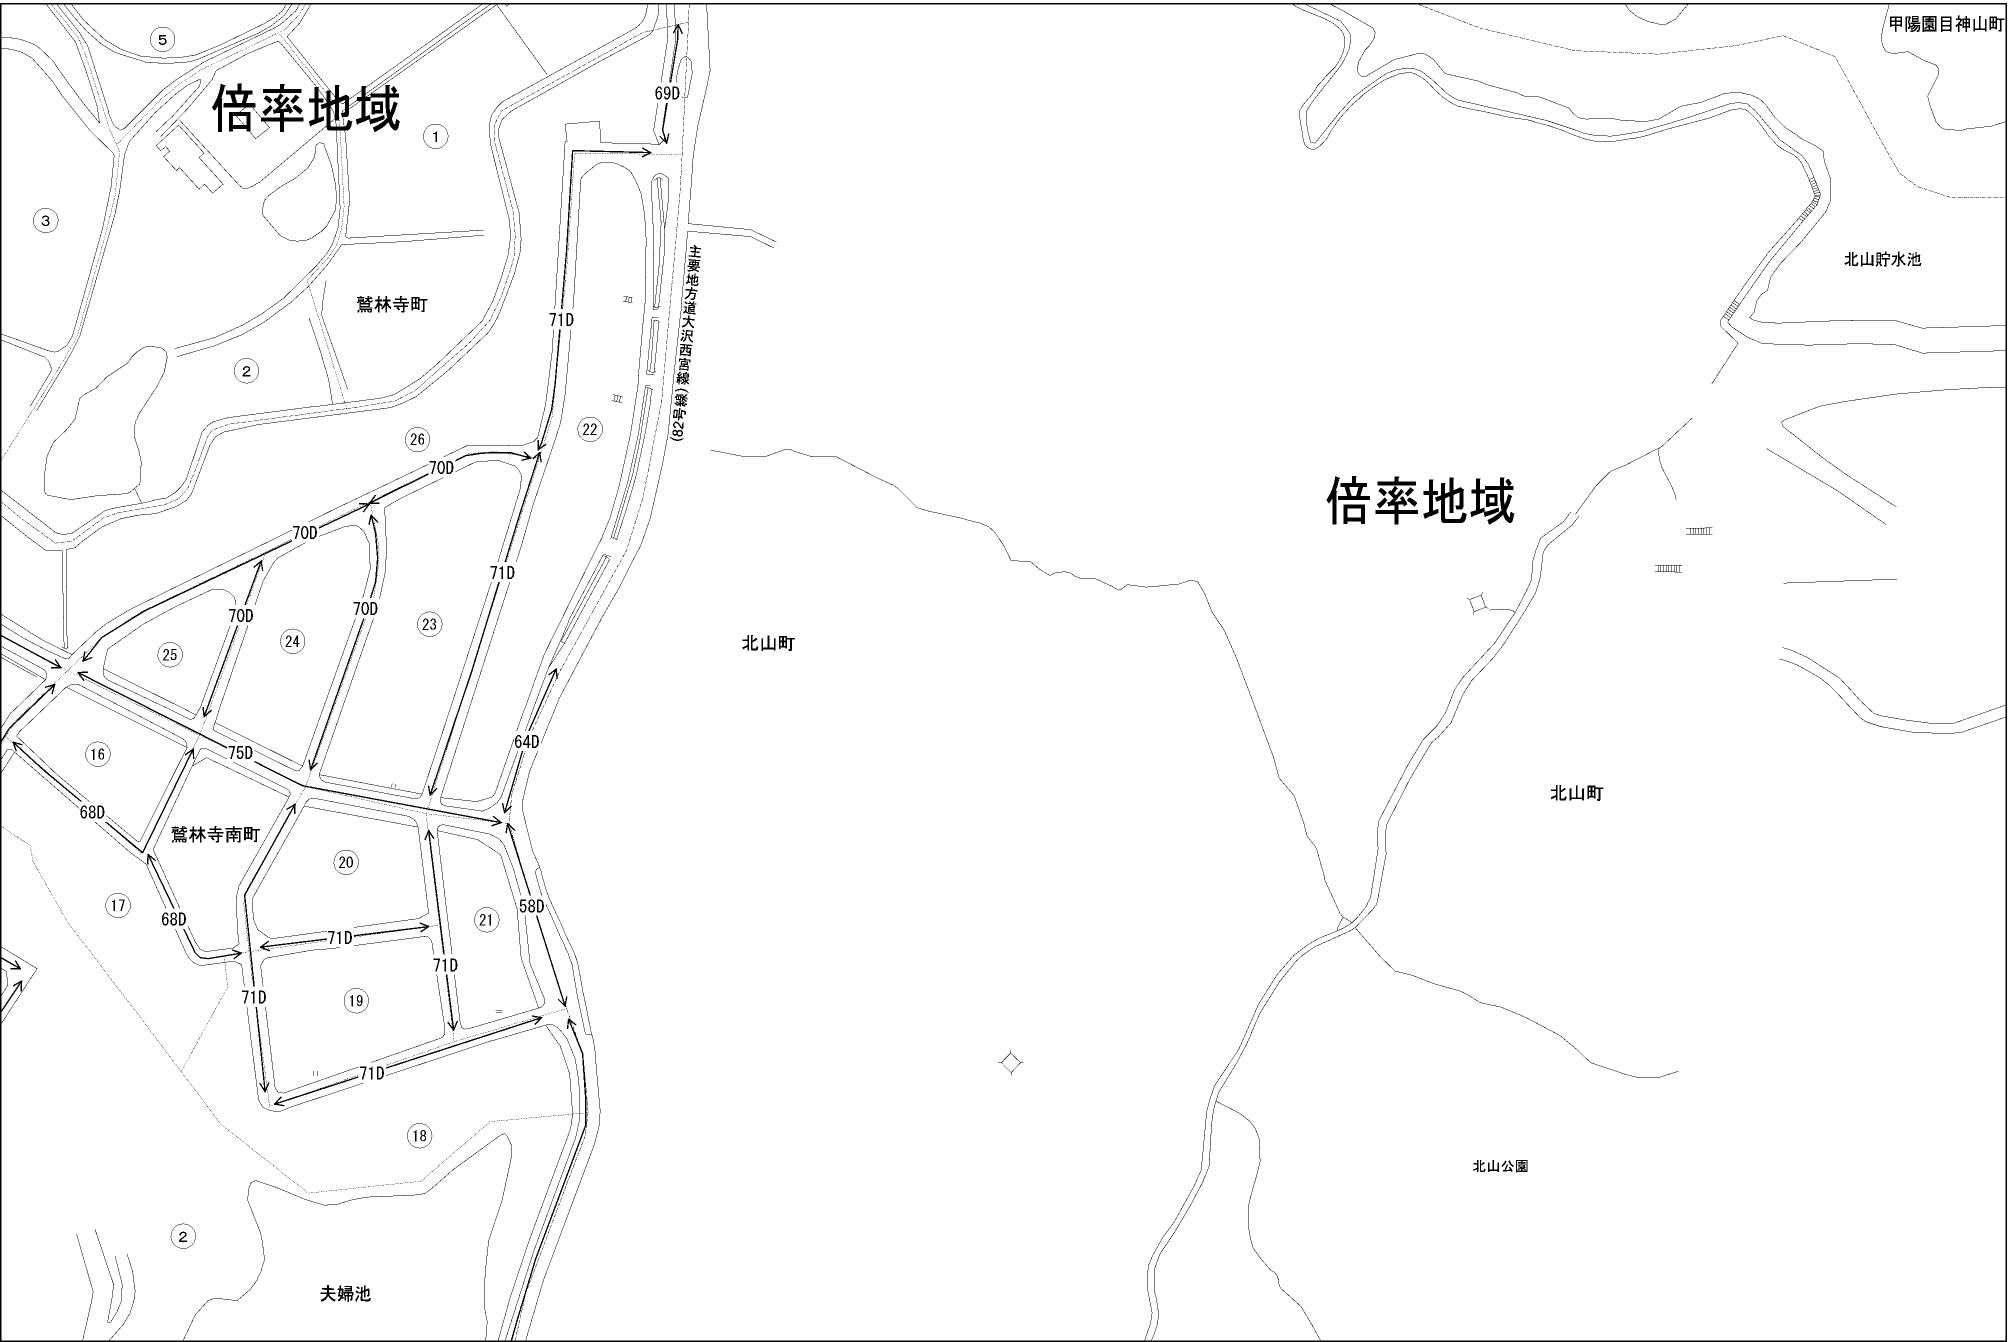 甲陽園目神山町
5
倍率地域
69D
1
3
北山貯水池
主要地方道大沢西宮線
(82号線)
鷲林寺町
71D
2
22
26
70D
倍率地域
70D
71D
70D
70D
23
24
25
北山町
64D
75D
16
北山町
68D
鷲林寺南町
20
17
58D
68D
21
71D
71D
71D
19
71D
18
北山公園
2
夫婦池